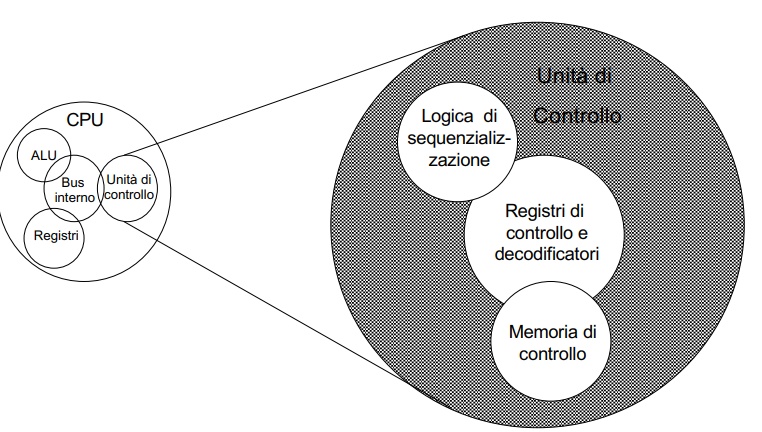 CPU
ALU
Bus
interno
Unità di
controllo
Registri
Unità di
Controllo
Logica di
sequenzializ-
zazione
Registri di
controllo e
decodificatori
Memoria di
controllo